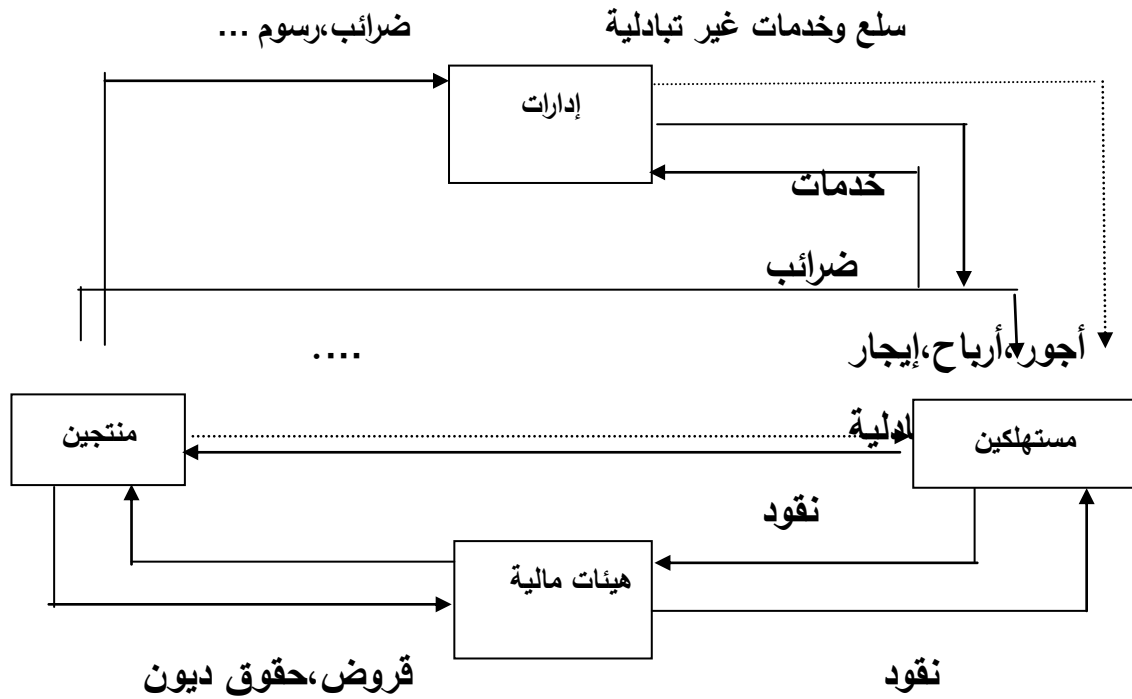 سلع وخدمات غير تبادلية ضرائب،رسوم ...
إدارات
خدمات
ضرائب
أجور،أرباح،إيجار ....
منتجين
مستهلكين
نقود
هيئات مالية
قروض،حقوق ديون
نقود